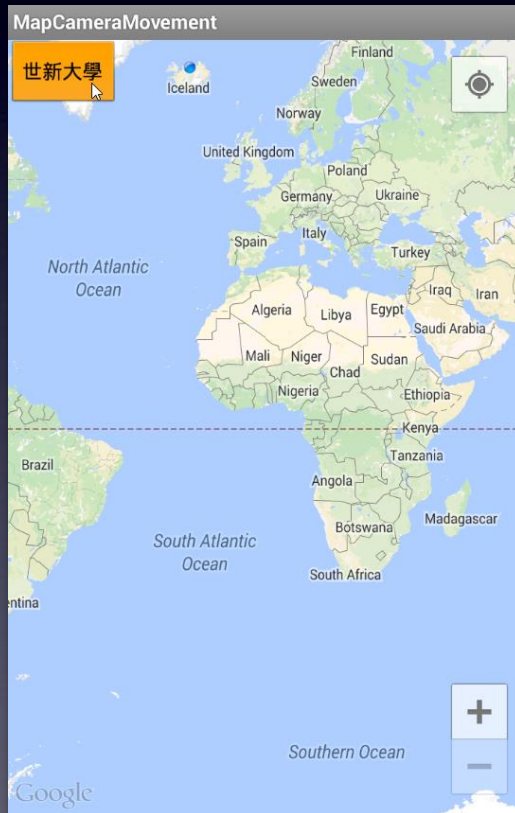 MapCameraMovement
世新大學
Finland
Iceland
Sweden
Norway
United Kingdom
Poland
Germany
Ukraine
Italy
Spain
Turkey
North Atlantic
Ocean
Iraq
Iran
Algeria
Libya
Egypt
Saudi Arabia
Mali
Niger
Sudan
Chad
Nigeria
Ethiopia
Kenya
Brazil
Tanzania
Angola
Botswana
Madagascar
South Atlantic
Ocean
South Africa
entina
Southern Ocean
Google